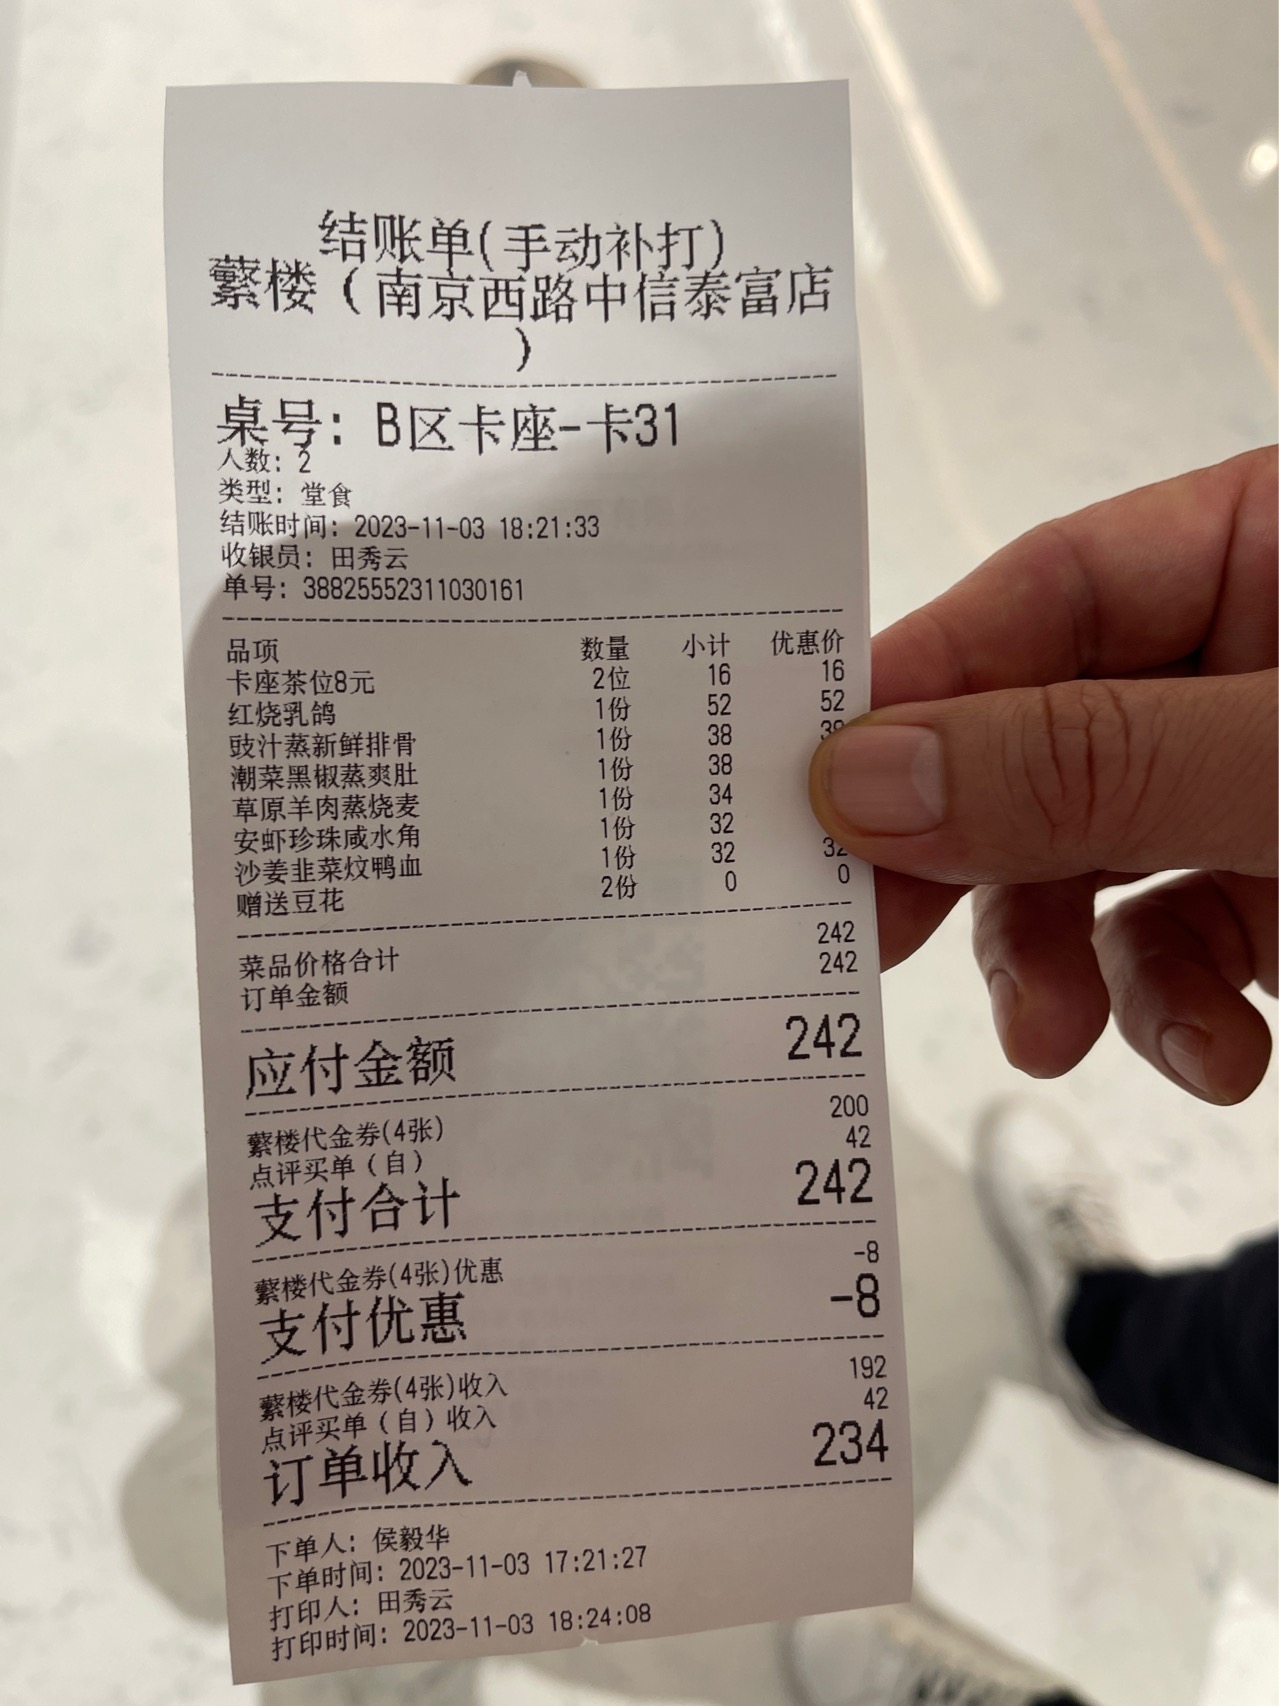 结账单(手动补打)
蘩楼（南京西路中信泰富店
）
桌号: B区卡座-卡31
人数: 2
类型: 堂食
结账时间: 2023-11-03 18:21:33
收银员: 田秀云
单号: 38825552311030161
品项 数量 小计 优惠价
卡座茶位8元 2位 16 16
红烧乳鸽 1份 52 52
豉汁蒸新鲜排骨 1份 38
潮菜黑椒蒸爽肚 1份 38
草原羊肉蒸烧麦 1份 34
安虾珍珠咸水角 1份 32
沙姜韭菜炆鸭血 1份 32 32
赠送豆花 2份 0 0
菜品价格合计 242
订单金额 242
应付金额 242
蘩楼代金券(4张) 200
点评买单（自） 42
支付合计 242
蘩楼代金券(4张)优惠 -8
支付优惠 -8
蘩楼代金券(4张)收入 192
点评买单（自）收入 42
订单收入 234
下单人: 侯毅华
下单时间: 2023-11-03 17:21:27
打印人: 田秀云
打印时间: 2023-11-03 18:24:08